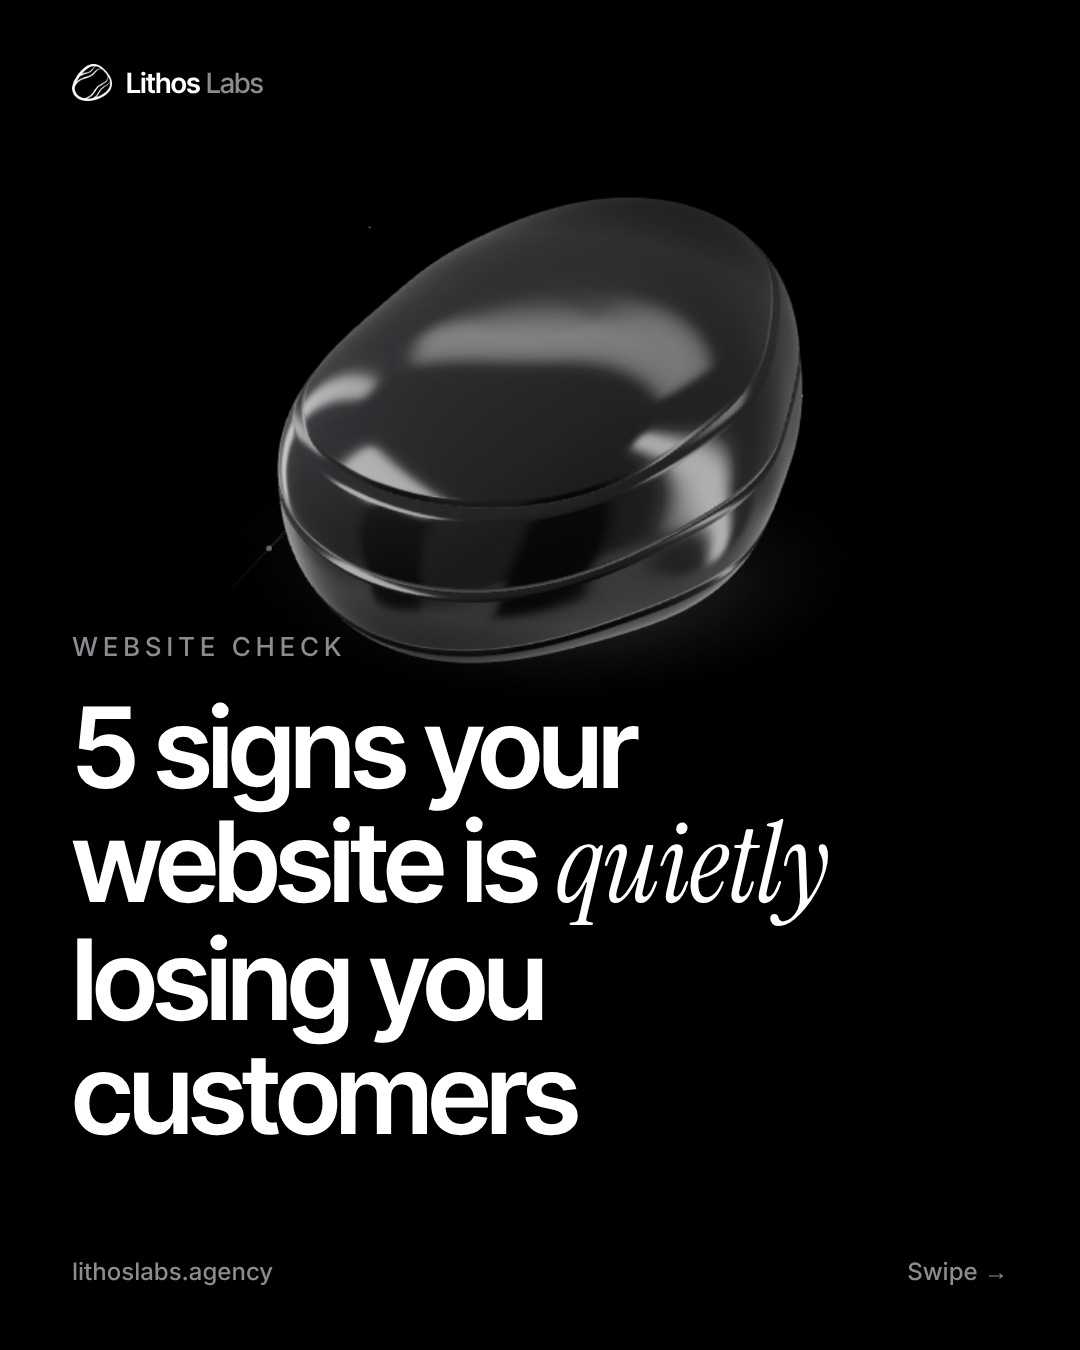 Lithos Labs
WEBSITE CHECK
5 signs your
website is quietly
losing you
customers
lithoslabs.agency
Swipe →